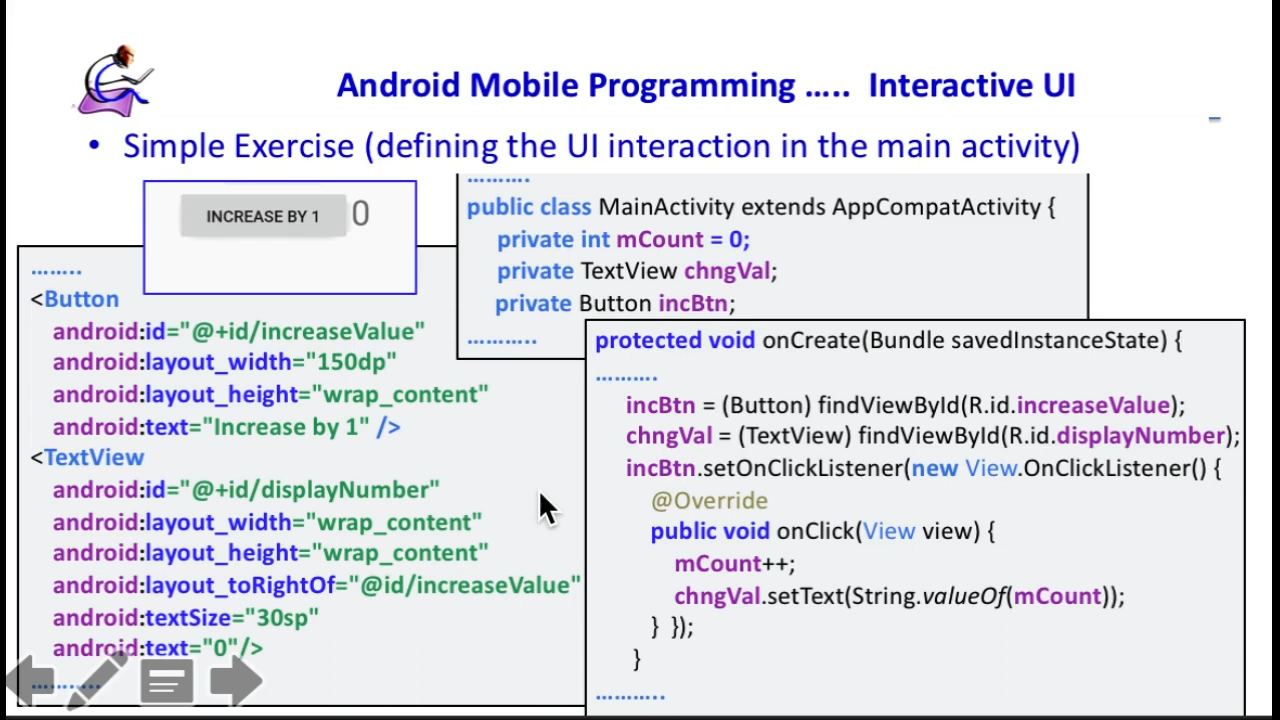 Android Mobile Programming ….. Interactive UI
• Simple Exercise (defining the UI interaction in the main activity)
INCREASE BY 1 0
……..
<Button
android:id="@+id/increaseValue"
android:layout_width="150dp"
android:layout_height="wrap_content"
android:text="Increase by 1" />
<TextView
android:id="@+id/displayNumber"
android:layout_width="wrap_content"
android:layout_height="wrap_content"
android:layout_toRightOf="@id/increaseValue"
android:textSize="30sp"
android:text="0"/>
………..
……….
public class MainActivity extends AppCompatActivity {
private int mCount = 0;
private TextView chngVal;
private Button incBtn;
………..
protected void onCreate(Bundle savedInstanceState) {
……….
incBtn = (Button) findViewById(R.id.increaseValue);
chngVal = (TextView) findViewById(R.id.displayNumber);
incBtn.setOnClickListener(new View.OnClickListener() {
@Override
public void onClick(View view) {
mCount++;
chngVal.setText(String.valueOf(mCount));
} });
}
………..